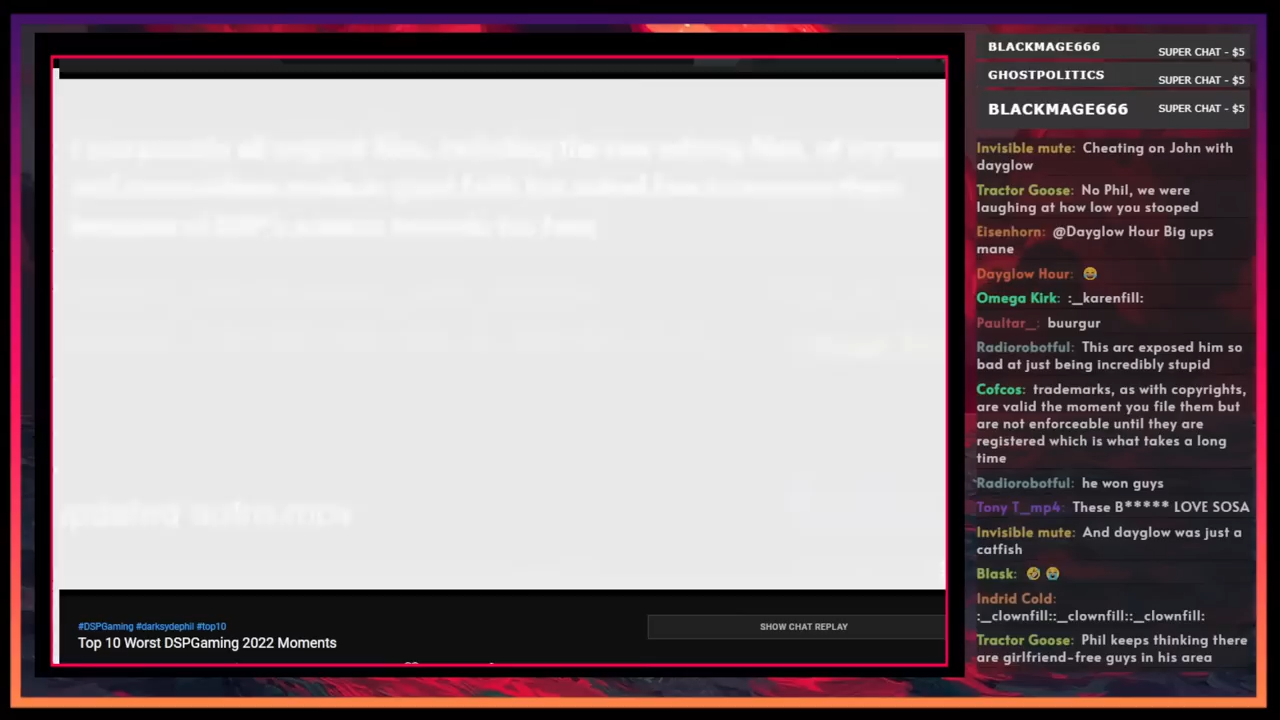 #DSPGaming #darksydephil #top10
Top 10 Worst DSPGaming 2022 Moments
SHOW CHAT REPLAY
BLACKMAGE666 SUPER CHAT - $5
GHOSTPOLITICS SUPER CHAT - $5
BLACKMAGE666 SUPER CHAT - $5
Invisible mute: Cheating on John with
dayglow
Tractor Goose: No Phil, we were
laughing at how low you stooped
Eisenhorn: @Dayglow Hour Big ups
mane
Dayglow Hour: 😂
Omega Kirk: :_karenfill:
Paultar_: buurgur
Radiorobotful: This arc exposed him so
bad at just being incredibly stupid
Cofcos: trademarks, as with copyrights,
are valid the moment you file them but
are not enforceable until they are
registered which is what takes a long
time
Radiorobotful: he won guys
Tony T_mp4: These B***** LOVE SOSA
Invisible mute: And dayglow was just a
catfish
Blask: 🤣 😭
Indrid Cold:
:_clownfill::_clownfill::_clownfill:
Tractor Goose: Phil keeps thinking there
are girlfriend-free guys in his area